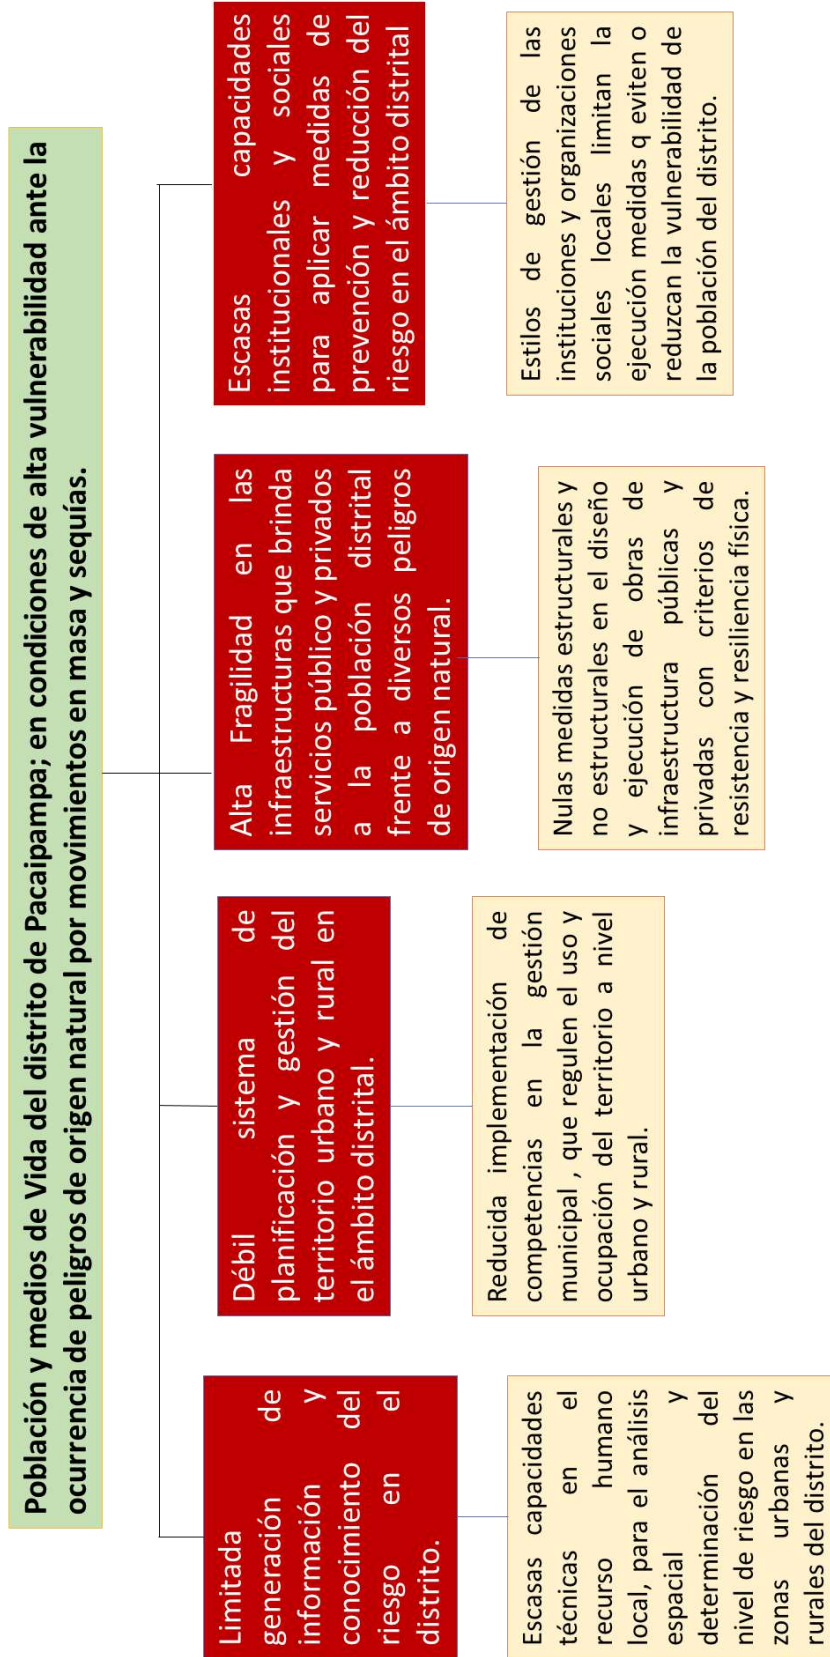 Población y medios de Vida del distrito de Pacaipampa; en condiciones de alta vulnerabilidad ante la
ocurrencia de peligros de origen natural por movimientos en masa y sequías.
Limitada
generación de
información y
conocimiento del
riesgo en el
distrito.
Escasas capacidades
técnicas en el
recurso humano
local, para el análisis
espacial y
determinación del
nivel de riesgo en las
zonas urbanas y
rurales del distrito.
Débil sistema de
planificación y gestión del
territorio urbano y rural en
el ámbito distrital.
Reducida implementación de
competencias en la gestión
municipal , que regulen el uso y
ocupación del territorio a nivel
urbano y rural.
Alta Fragilidad en las
infraestructuras que brinda
servicios público y privados
a la población distrital
frente a diversos peligros
de origen natural.
Nulas medidas estructurales y
no estructurales en el diseño
y ejecución de obras de
infraestructura públicas y
privadas con criterios de
resistencia y resiliencia física.
Escasas capacidades
institucionales y sociales
para aplicar medidas de
prevención y reducción del
riesgo en el ámbito distrital
Estilos de gestión de las
instituciones y organizaciones
sociales locales limitan la
ejecución medidas q eviten o
reduzcan la vulnerabilidad de
la población del distrito.